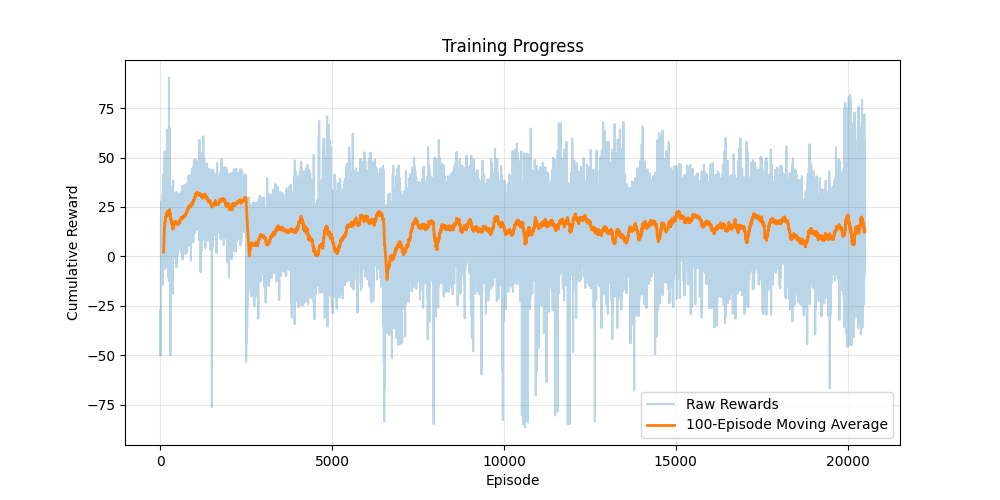 Training Progress
75
50
25
0
−25
−50
−75
Cumulative Reward
0
5000
10000
15000
20000
Episode
Raw Rewards
100-Episode Moving Average